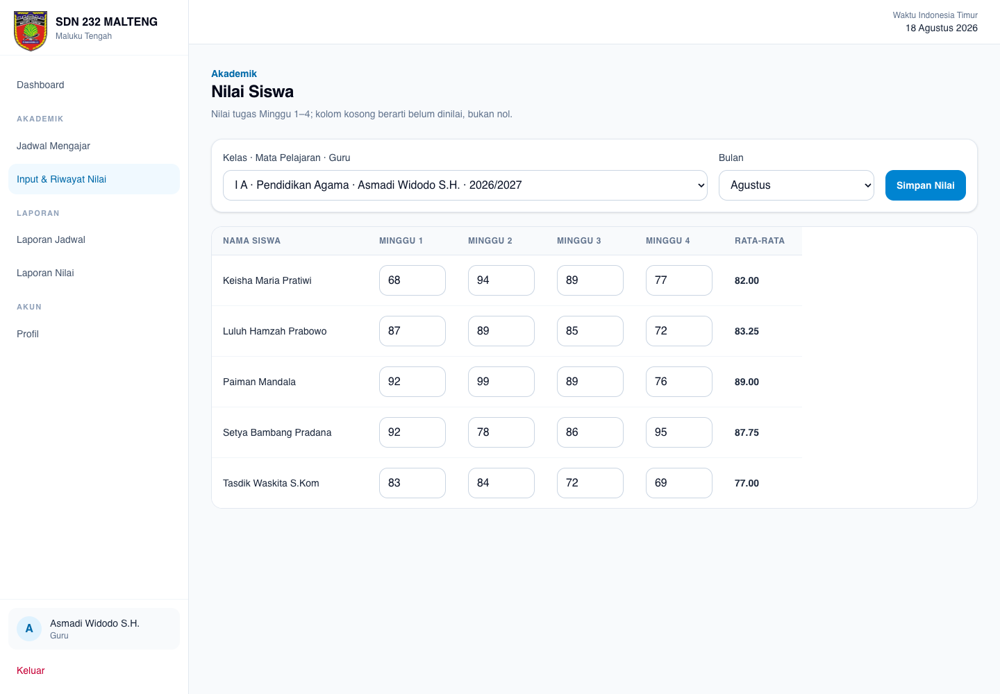 SDN 232 MALTENG
Maluku Tengah
Dashboard
AKADEMIK
Jadwal Mengajar
Input & Riwayat Nilai
LAPORAN
Laporan Jadwal
Laporan Nilai
AKUN
Profil
A
Asmadi Widodo S.H.
Guru
Keluar
Waktu Indonesia Timur
18 Agustus 2026
Akademik
Nilai Siswa
Nilai tugas Minggu 1–4; kolom kosong berarti belum dinilai, bukan nol.
Kelas · Mata Pelajaran · Guru
Bulan
I A · Pendidikan Agama · Asmadi Widodo S.H. · 2026/2027
Agustus
Simpan Nilai
NAMA SISWA MINGGU 1 MINGGU 2 MINGGU 3 MINGGU 4 RATA-RATA
Keisha Maria Pratiwi 68 94 89 77 82.00
Luluh Hamzah Prabowo 87 89 85 72 83.25
Paiman Mandala 92 99 89 76 89.00
Setya Bambang Pradana 92 78 86 95 87.75
Tasdik Waskita S.Kom 83 84 72 69 77.00